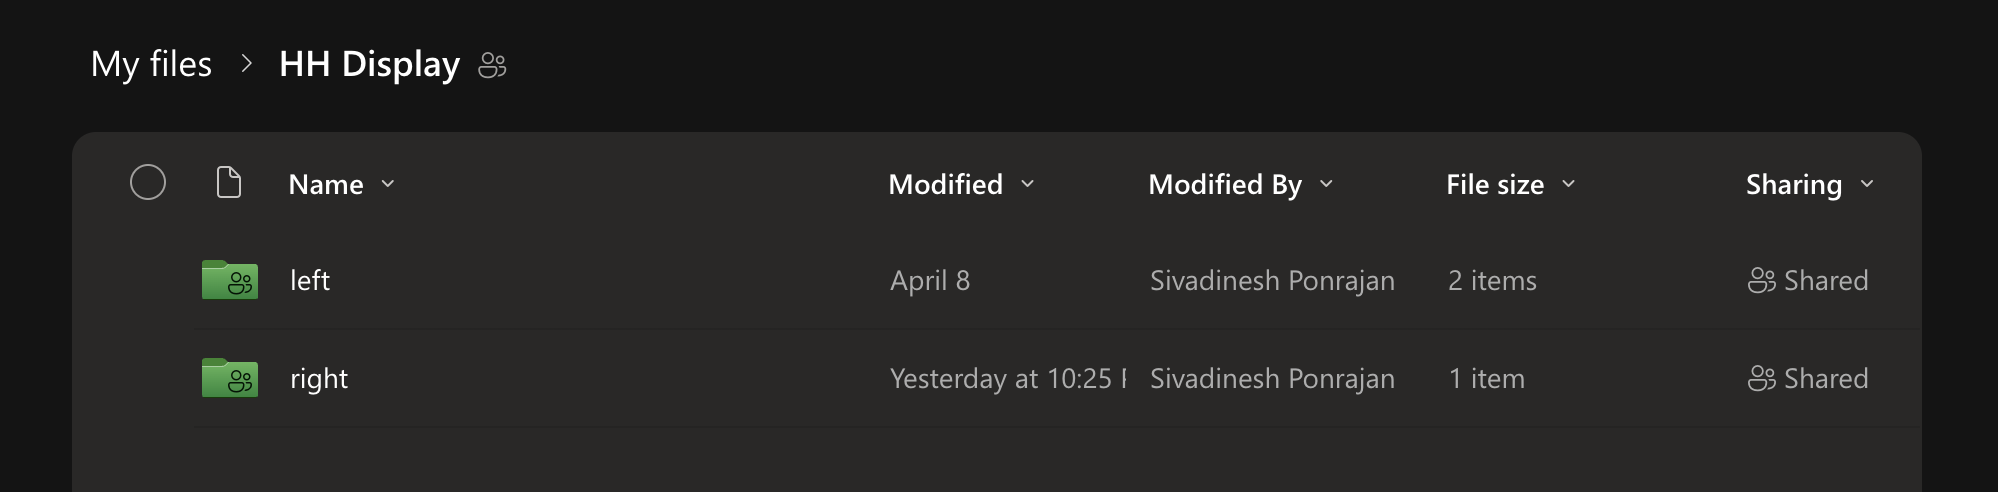 My files > HH Display
Name Modified Modified By File size Sharing
left April 8 Sivadinesh Ponrajan 2 items Shared
right Yesterday at 10:25 Sivadinesh Ponrajan 1 item Shared